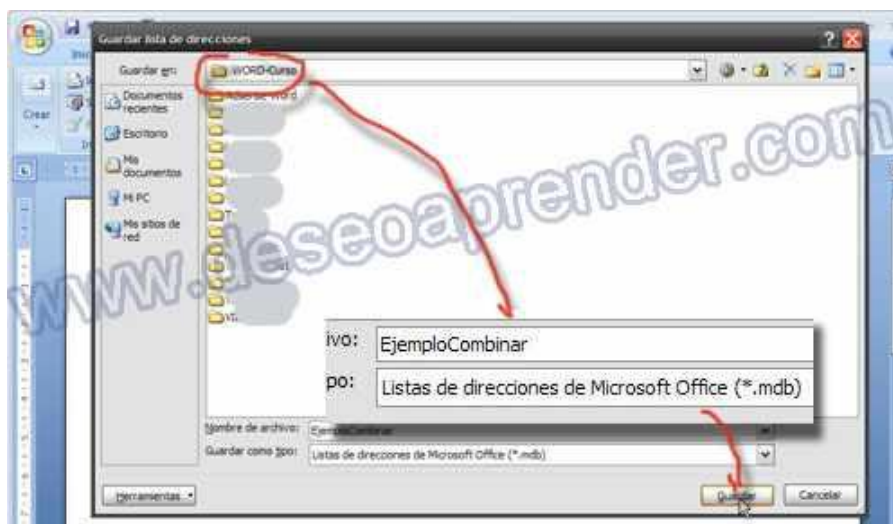 Guardar lista de direcciones
Guardar en:
WORD-Curso
Crear
Documentos recientes
Escritorio
Mis documentos
Mi PC
Mis sitios de red
Word
www.deseoaprender.com
ivo: EjemploCombinar
po: Listas de direcciones de Microsoft Office (*.mdb)
Nombre de archivo: EjemploCombinar
Guardar como tipo: Listas de direcciones de Microsoft Office (*.mdb)
Herramientas
Guardar
Cancelar